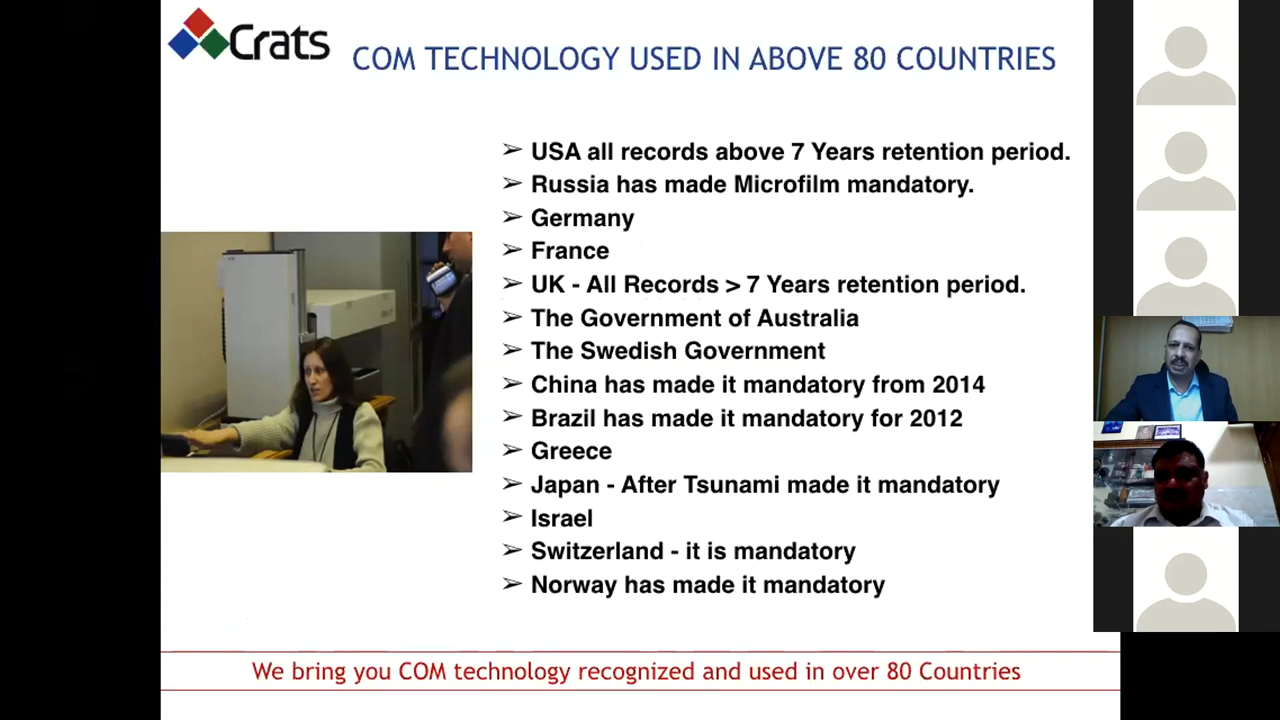 Crats
COM TECHNOLOGY USED IN ABOVE 80 COUNTRIES
➢ USA all records above 7 Years retention period.
➢ Russia has made Microfilm mandatory.
➢ Germany
➢ France
➢ UK - All Records > 7 Years retention period.
➢ The Government of Australia
➢ The Swedish Government
➢ China has made it mandatory from 2014
➢ Brazil has made it mandatory for 2012
➢ Greece
➢ Japan - After Tsunami made it mandatory
➢ Israel
➢ Switzerland - it is mandatory
➢ Norway has made it mandatory
We bring you COM technology recognized and used in over 80 Countries